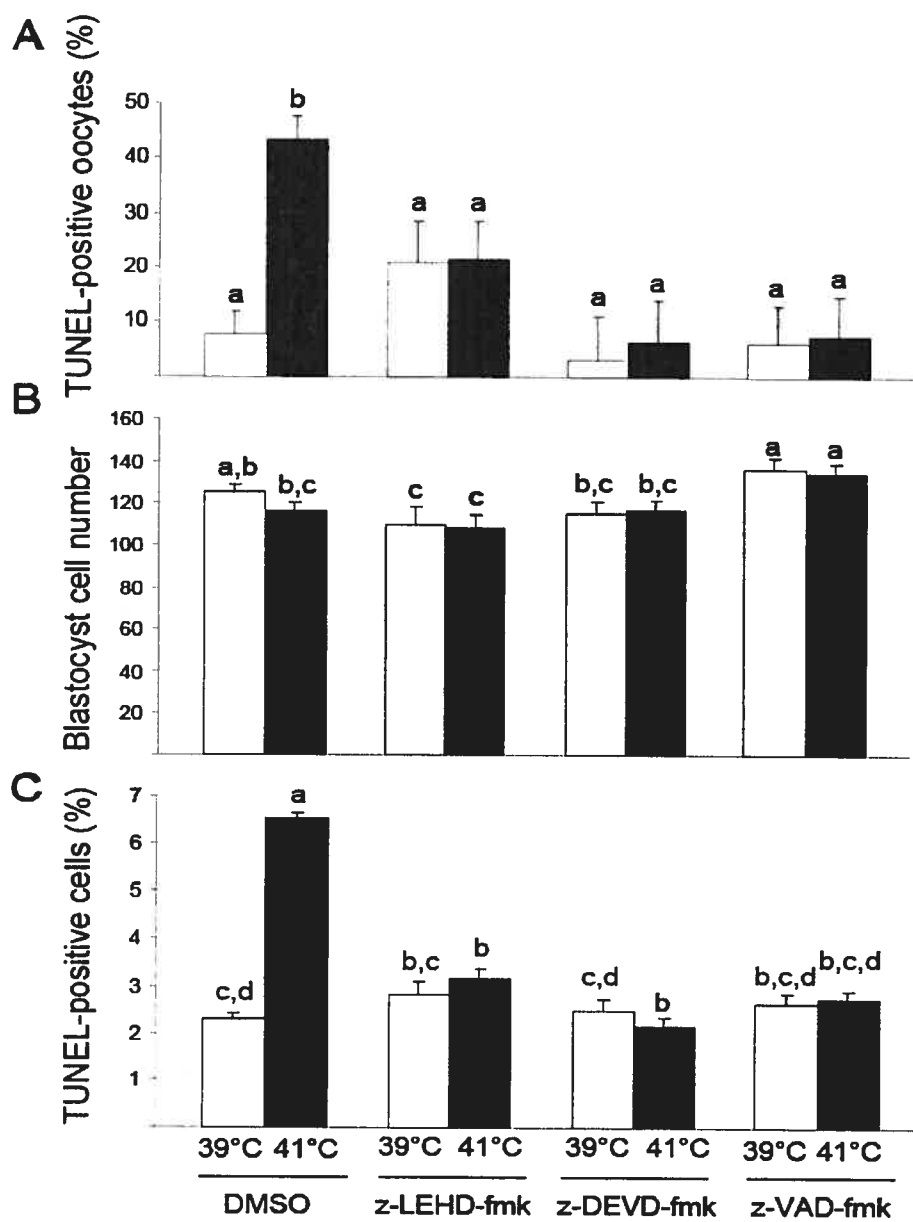 A
TUNEL-positive oocytes (%)
50
40
30
20
10
a
b
a
a
a
a
a
a
B
Blastocyst cell number
160
140
120
100
80
60
40
20
a,b
b,c
c
c
b,c
b,c
a
a
C
TUNEL-positive cells (%)
7
6
5
4
3
2
1
c,d
a
b,c
b
c,d
b
b,c,d
b,c,d
39°C 41°C 39°C 41°C 39°C 41°C 39°C 41°C
DMSO z-LEHD-fmk z-DEVD-fmk z-VAD-fmk